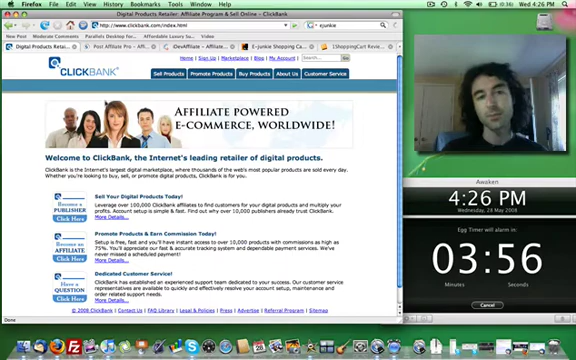 Firefox File Edit View History Bookmarks Tools Window Help
(0:36) Wed 4:26 PM
Digital Products Retailer: Affiliate Program & Sell Online - ClickBank
http://www.clickbank.com/index.html
ejunkie
New Poster Moderate Comments Parallels Desktop for... Affordable Luxury Suv... Digital Media
Digital Products Retai...
Post Affiliate Pro - Af...
iDevAffiliate - Affiliate...
E-junkie Shopping Ca...
1ShoppingCart Review...
Home | Sign Up | Marketplace | Blog | My Account |
Search...
CLICKBANK
Sell Products
Promote Products
Buy Products
About Us
Customer Service
AFFILIATE POWERED
E-COMMERCE, WORLDWIDE!
Welcome to ClickBank, the Internet's leading retailer of digital products.
ClickBank is the Internet's largest digital marketplace, where thousands of the web's most popular products are sold every day.
Whether you're looking to buy, sell, or promote digital products, ClickBank is for you.
Become a
PUBLISHER
Click Here
Sell Your Digital Products Today!
Leverage over 100,000 ClickBank affiliates to find customers for your digital products and multiply your
profits. Account setup is simple & fast. Find out why over 10,000 publishers already trust ClickBank.
More Details...
Become an
AFFILIATE
Click Here
Promote Products & Earn Commission Today!
Setup is free, fast and you'll have instant access to over 10,000 products with commissions as high as
75%. You'll appreciate our fast & accurate tracking system and dependable payment services. We've
never missed a scheduled payment!
More Details...
Have a
QUESTION
Click Here
Dedicated Customer Service!
ClickBank has an established an experienced support team dedicated to your success. Our customer service
representatives are available to quickly and effectively resolve your account setup, maintenance and
order related support needs.
More Details...
© 2008 ClickBank | Contact Us | FAQ Library | Legal & Policies | Press | Advertise | Referral Program | Sitemap
Done
Awaken
4:26 PM
Wednesday, 28 May 2008
Egg Timer will alarm in:
03:56
Minutes Seconds
Cancel